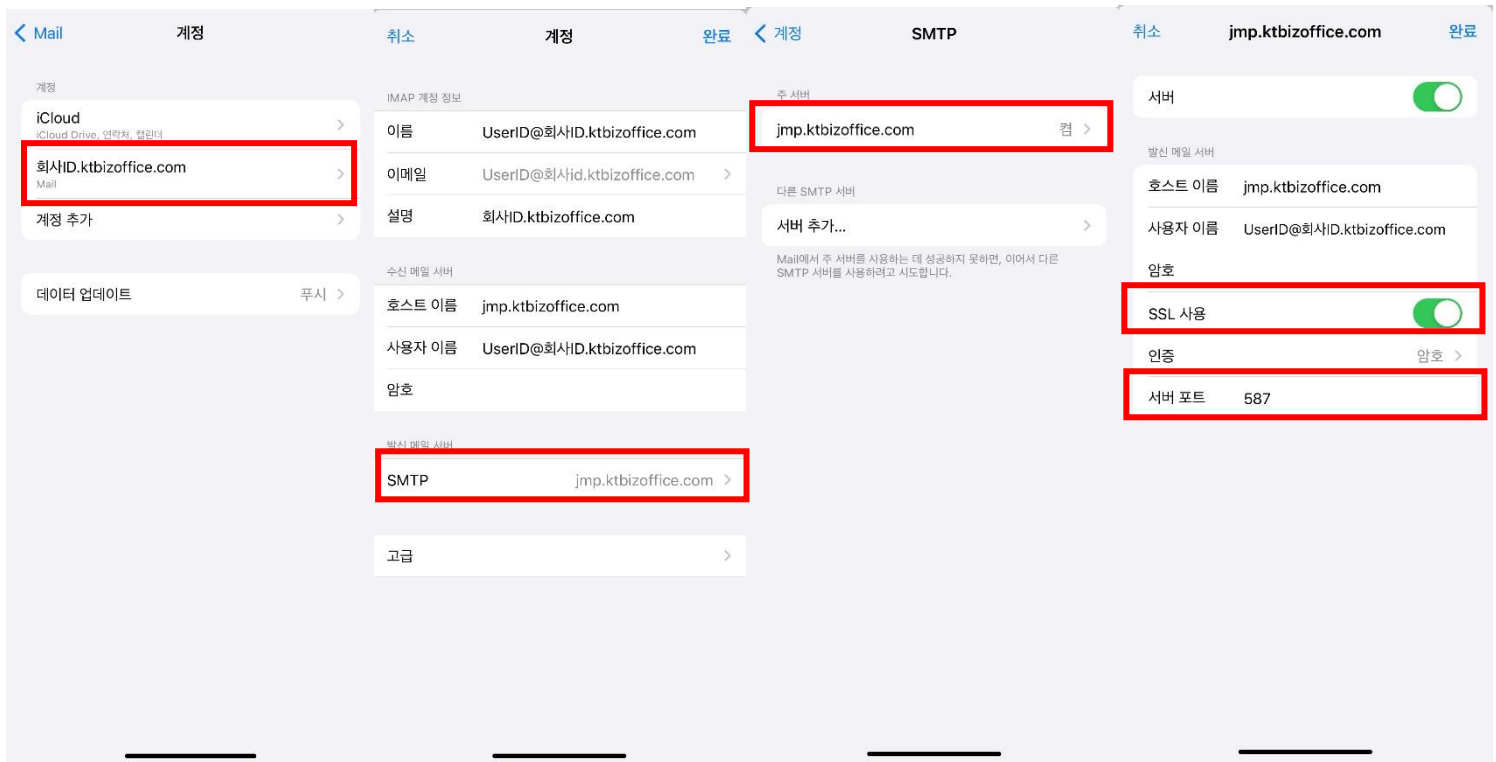 Mail
계정
계정
iCloud
iCloud Drive, 연락처, 캘린더
회사ID.ktbizoffice.com
Mail
계정 추가
데이터 업데이트 푸시
취소 계정 완료
IMAP 계정 정보
이름 UserID@회사ID.ktbizoffice.com
이메일 UserID@회사id.ktbizoffice.com
설명 회사ID.ktbizoffice.com
수신 메일 서버
호스트 이름 jmp.ktbizoffice.com
사용자 이름 UserID@회사ID.ktbizoffice.com
암호
발신 메일 서버
SMTP jmp.ktbizoffice.com
고급
계정 SMTP
주 서버
jmp.ktbizoffice.com 켬
다른 SMTP 서버
서버 추가...
Mail에서 주 서버를 사용하는 데 성공하지 못하면, 이어서 다른
SMTP 서버를 사용하려고 시도합니다.
취소 jmp.ktbizoffice.com 완료
서버
발신 메일 서버
호스트 이름 jmp.ktbizoffice.com
사용자 이름 UserID@회사ID.ktbizoffice.com
암호
SSL 사용
인증 암호
서버 포트 587